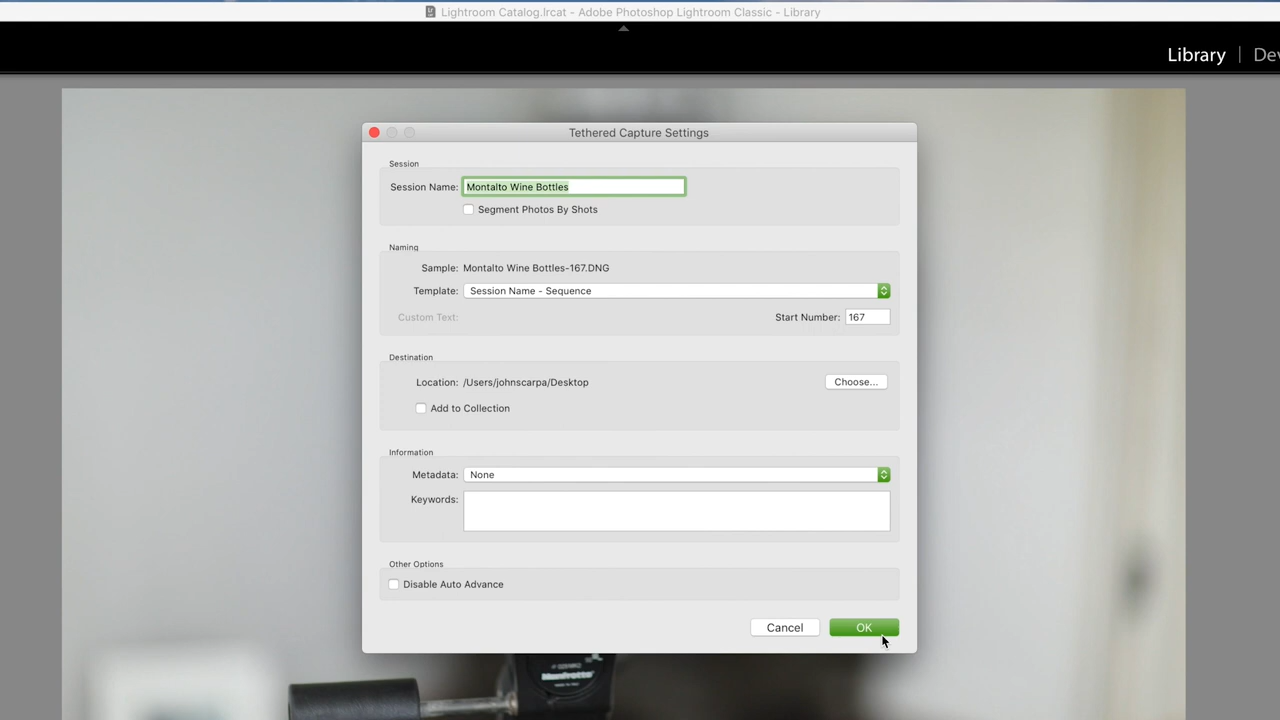 Lightroom Catalog.lrcat - Adobe Photoshop Lightroom Classic - Library
Library | Dev
Tethered Capture Settings
Session
Session Name: Montalto Wine Bottles
Segment Photos By Shots
Naming
Sample: Montalto Wine Bottles-167.DNG
Template: Session Name - Sequence
Custom Text: Start Number: 167
Destination
Location: /Users/johnscarpa/Desktop Choose...
Add to Collection
Information
Metadata: None
Keywords:
Other Options
Disable Auto Advance
Cancel OK
Manfrotto